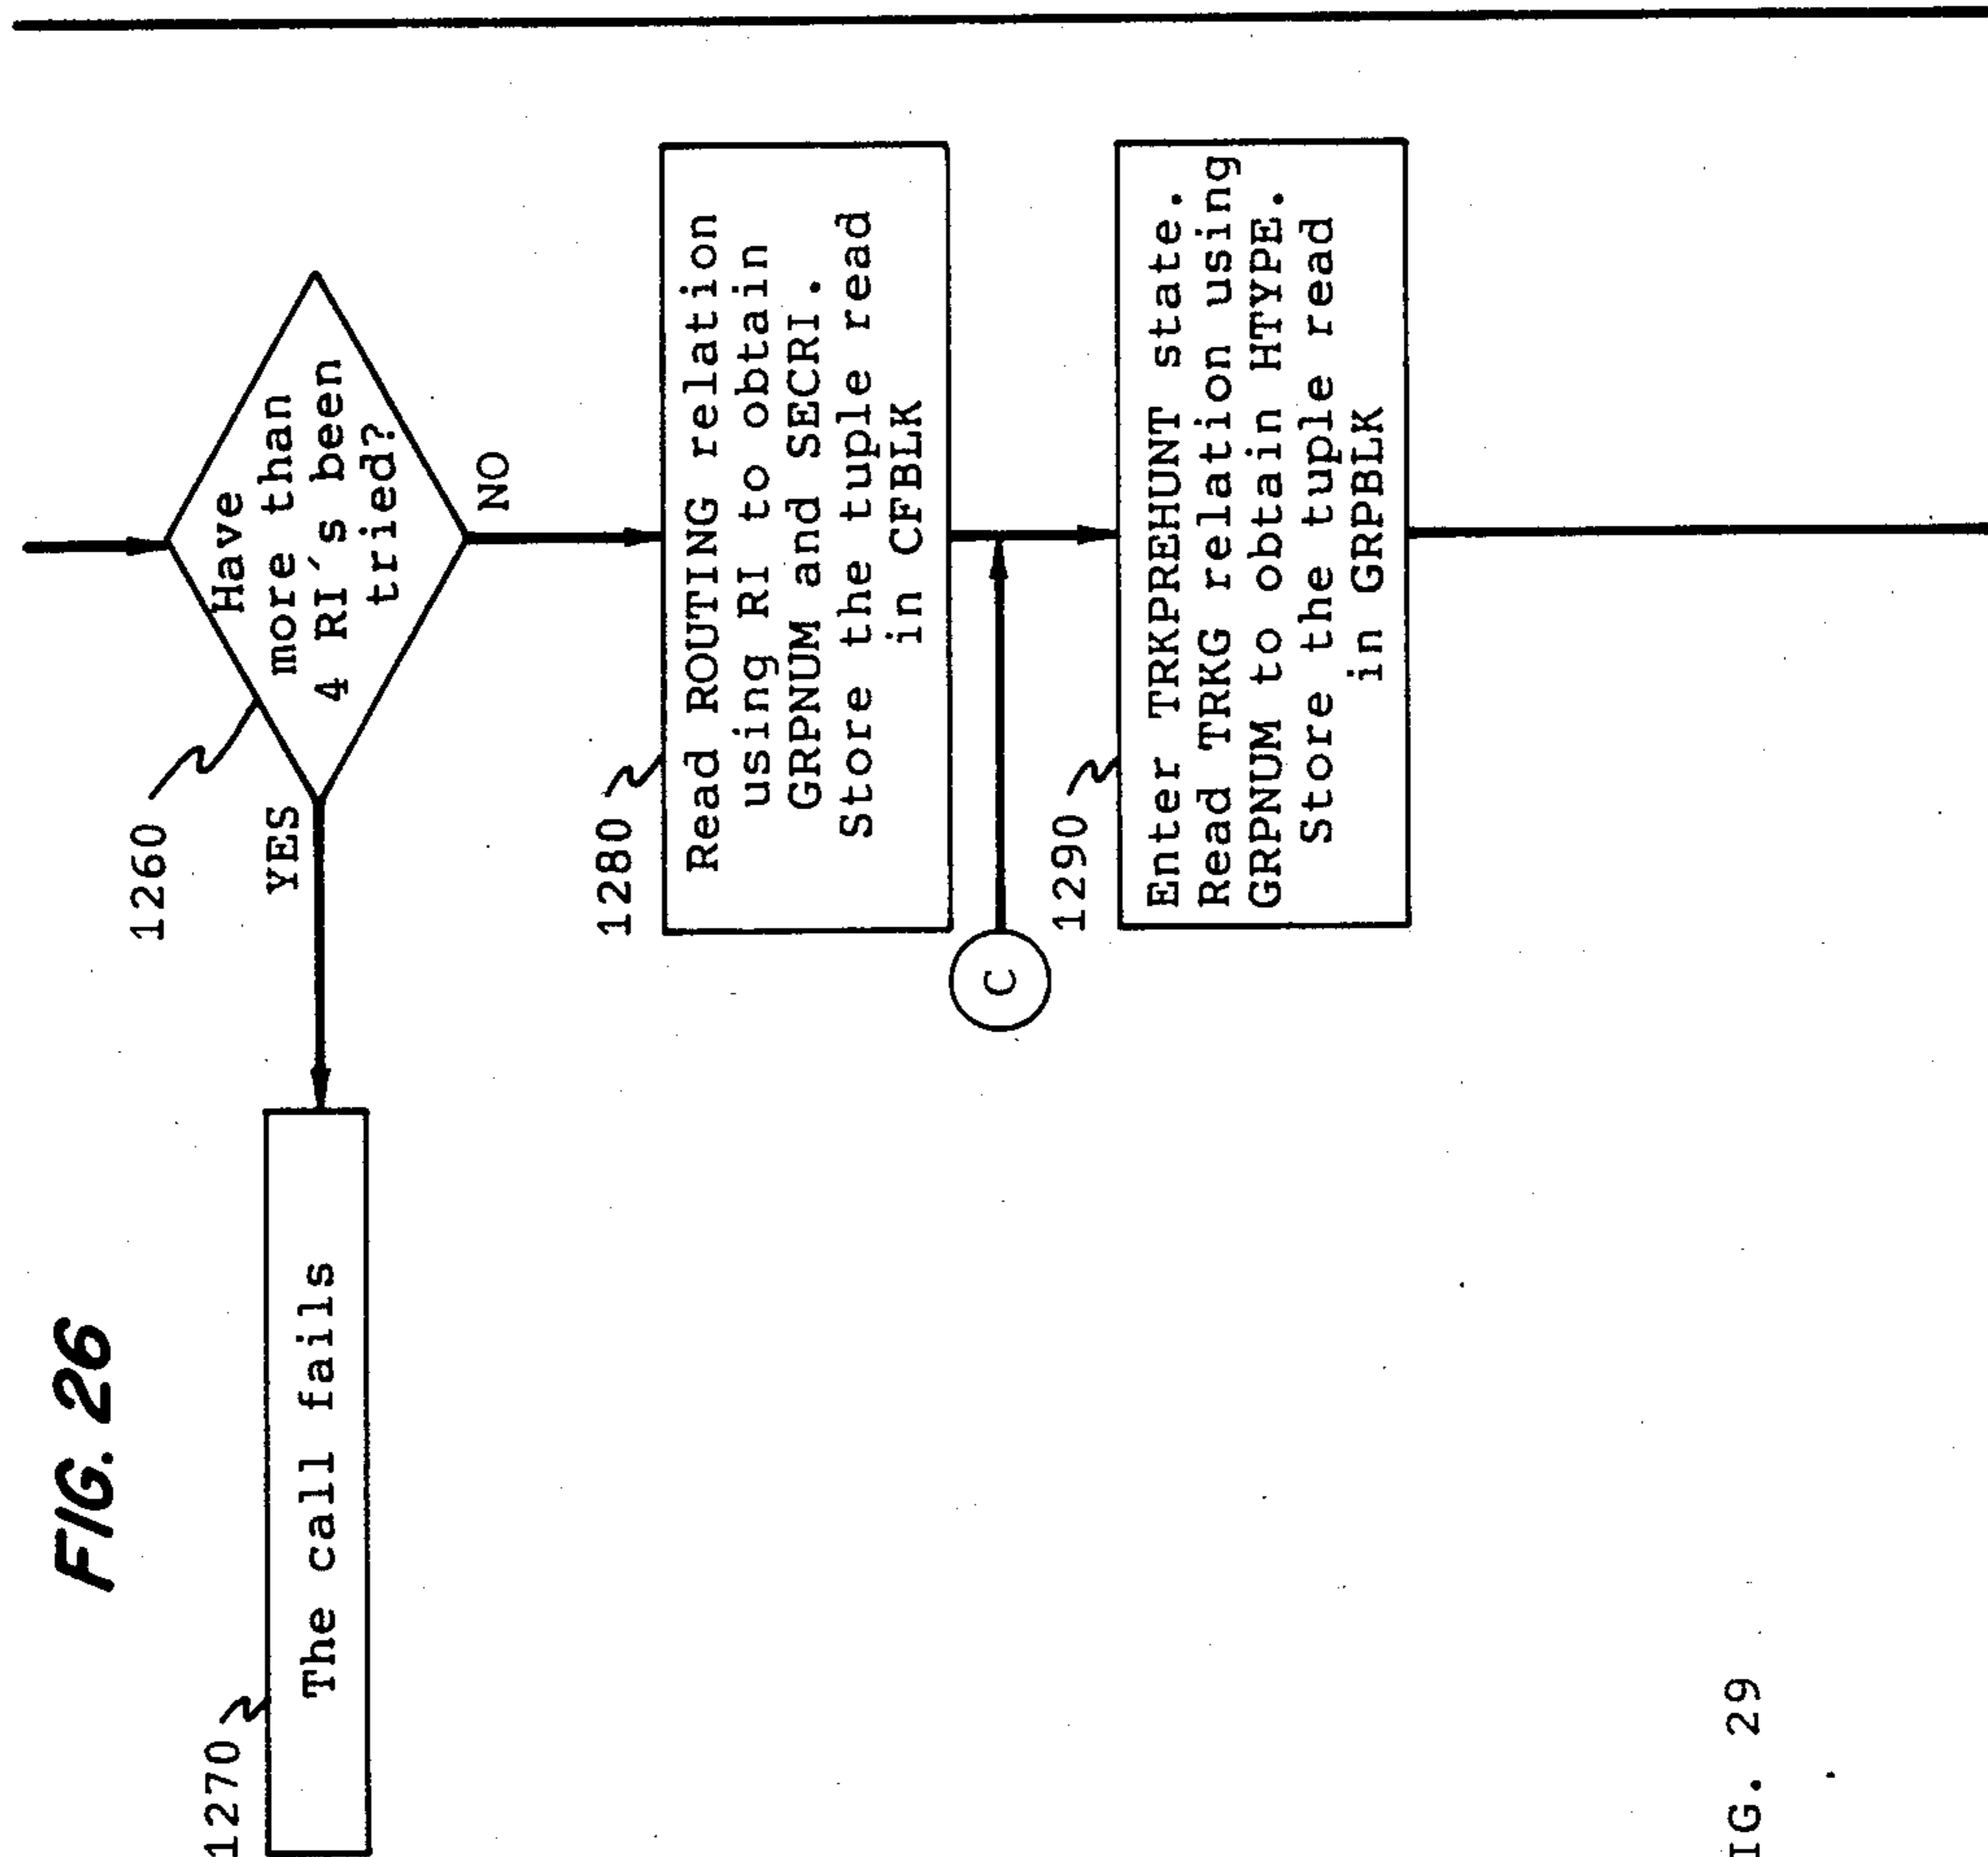 FIG. 26
1260
Have
more than
4 RI´s been
tried?
YES
NO
1270
The call fails
1280
Read ROUTING relation
using RI to obtain
GRPNUM and SECRI.
Store the tuple read
in CFBLK
C
1290
Enter TRKPREHUNT state.
Read TRKG relation using
GRPNUM to obtain HTYPE.
Store the tuple read
in GRPBLK
IG. 29